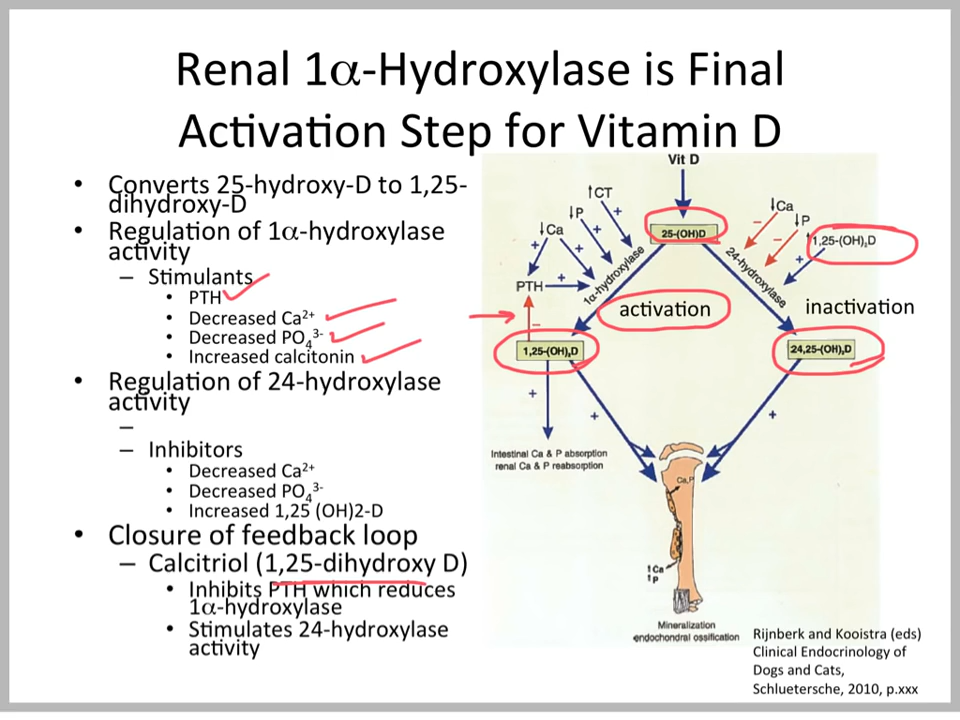 Renal 1α-Hydroxylase is Final
Activation Step for Vitamin D
• Converts 25-hydroxy-D to 1,25-
dihydroxy-D
• Regulation of 1α-hydroxylase
activity
– Stimulants
• PTH
• Decreased Ca2+
• Decreased PO43-
• Increased calcitonin
• Regulation of 24-hydroxylase
activity
–
– Inhibitors
• Decreased Ca2+
• Decreased PO43-
• Increased 1,25 (OH)2-D
• Closure of feedback loop
– Calcitriol (1,25-dihydroxy D)
• Inhibits PTH which reduces
1α-hydroxylase
• Stimulates 24-hydroxylase
activity
Vit D
↑CT
↓P
↓Ca
+
+
+
+
PTH
+
1α-hydroxylase
25-(OH)D
↓Ca
↓P
↑1,25-(OH)2D
–
–
+
24-hydroxylase
activation
inactivation
–
1,25-(OH)2D
24,25-(OH)2D
+
+
+
Intestinal Ca & P absorption
renal Ca & P reabsorption
Ca,P
↑Ca
↑P
Mineralization
endochondral ossification
Rijnberk and Kooistra (eds)
Clinical Endocrinology of
Dogs and Cats,
Schluetersche, 2010, p.xxx